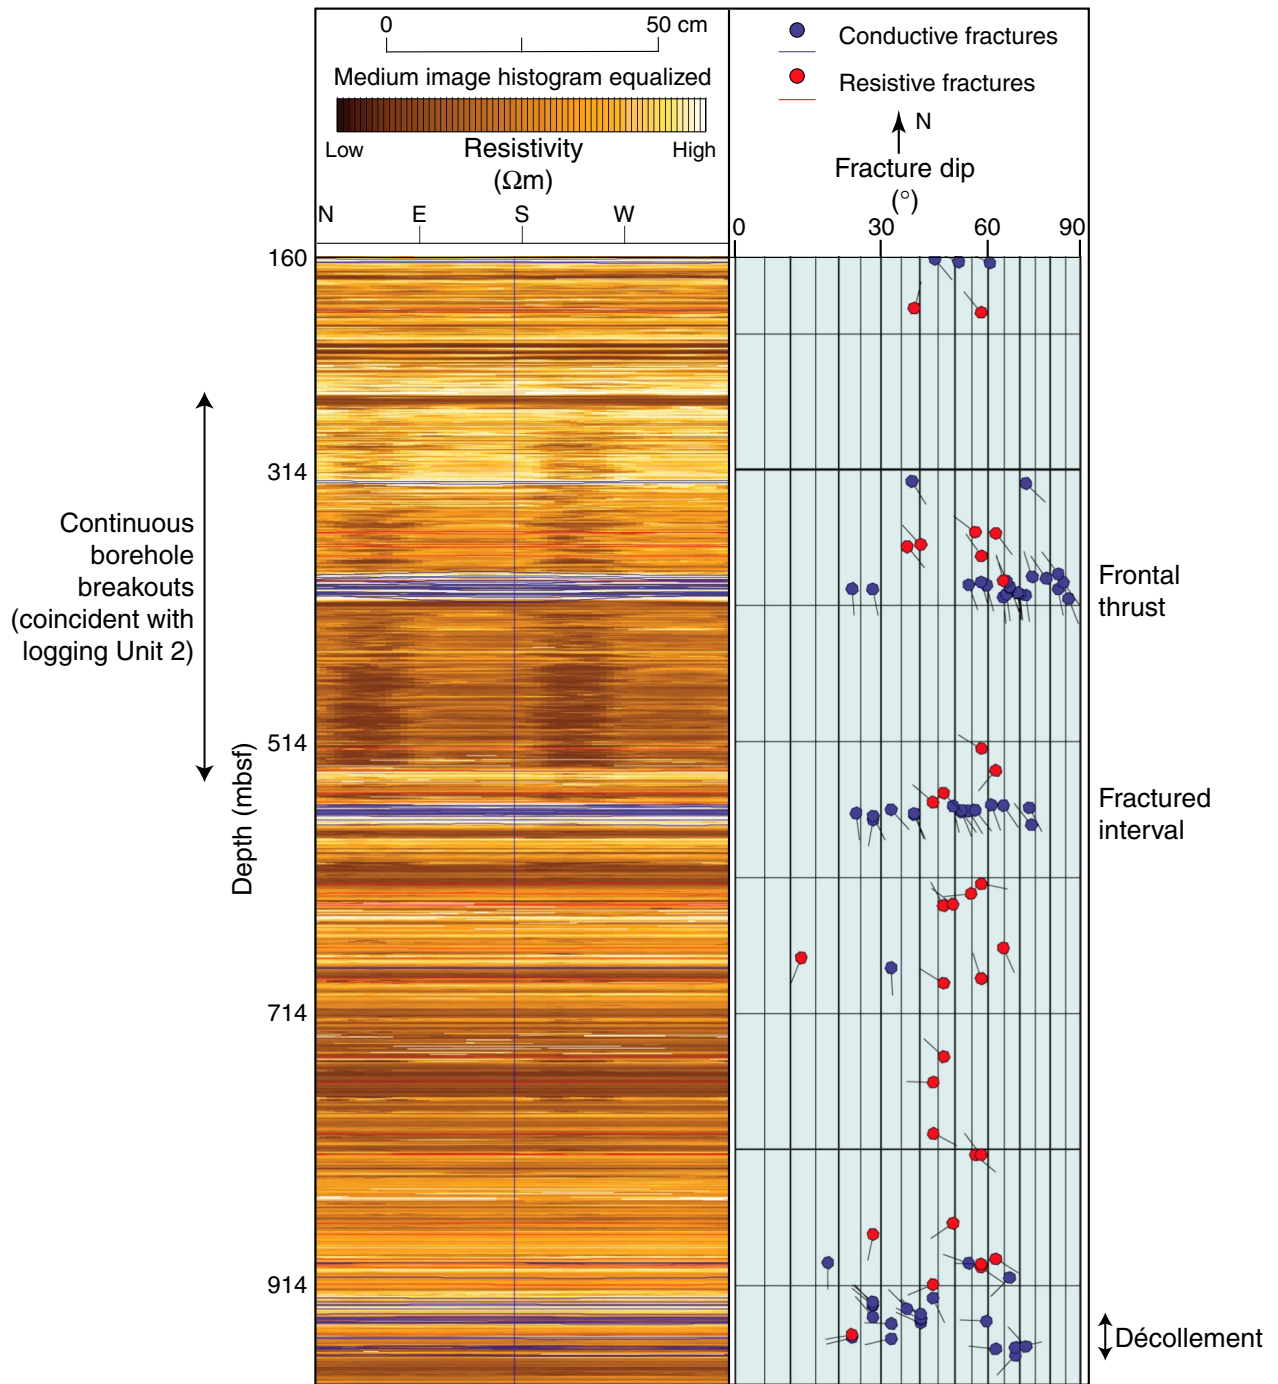 0 50 cm
Medium image histogram equalized
Low Resistivity High
(Ωm)
N E S W
Conductive fractures
Resistive fractures
N
Fracture dip
(°)
0 30 60 90
160
314
514
714
914
Depth (mbsf)
Continuous
borehole
breakouts
(coincident with
logging Unit 2)
Frontal
thrust
Fractured
interval
Décollement